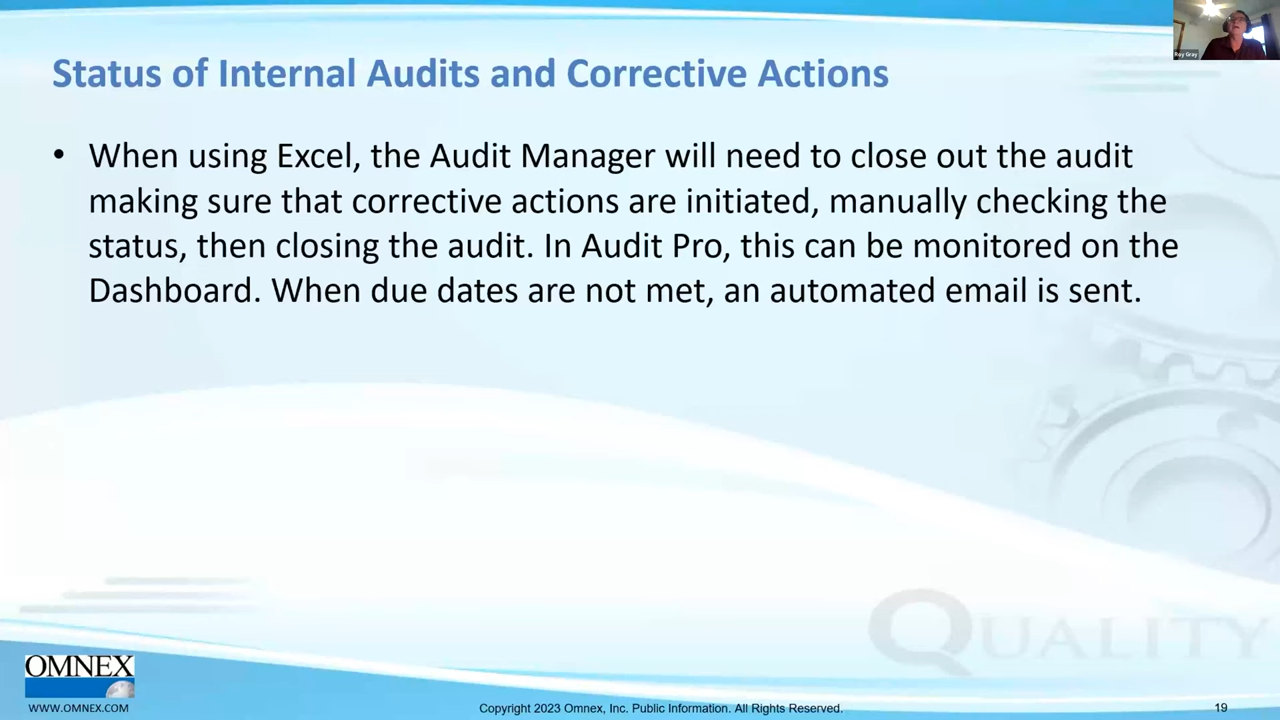 Roy Gray
Status of Internal Audits and Corrective Actions
• When using Excel, the Audit Manager will need to close out the audit
making sure that corrective actions are initiated, manually checking the
status, then closing the audit. In Audit Pro, this can be monitored on the
Dashboard. When due dates are not met, an automated email is sent.
QUALITY
OMNEX
WWW.OMNEX.COM
Copyright 2023 Omnex, Inc. Public Information. All Rights Reserved.
19